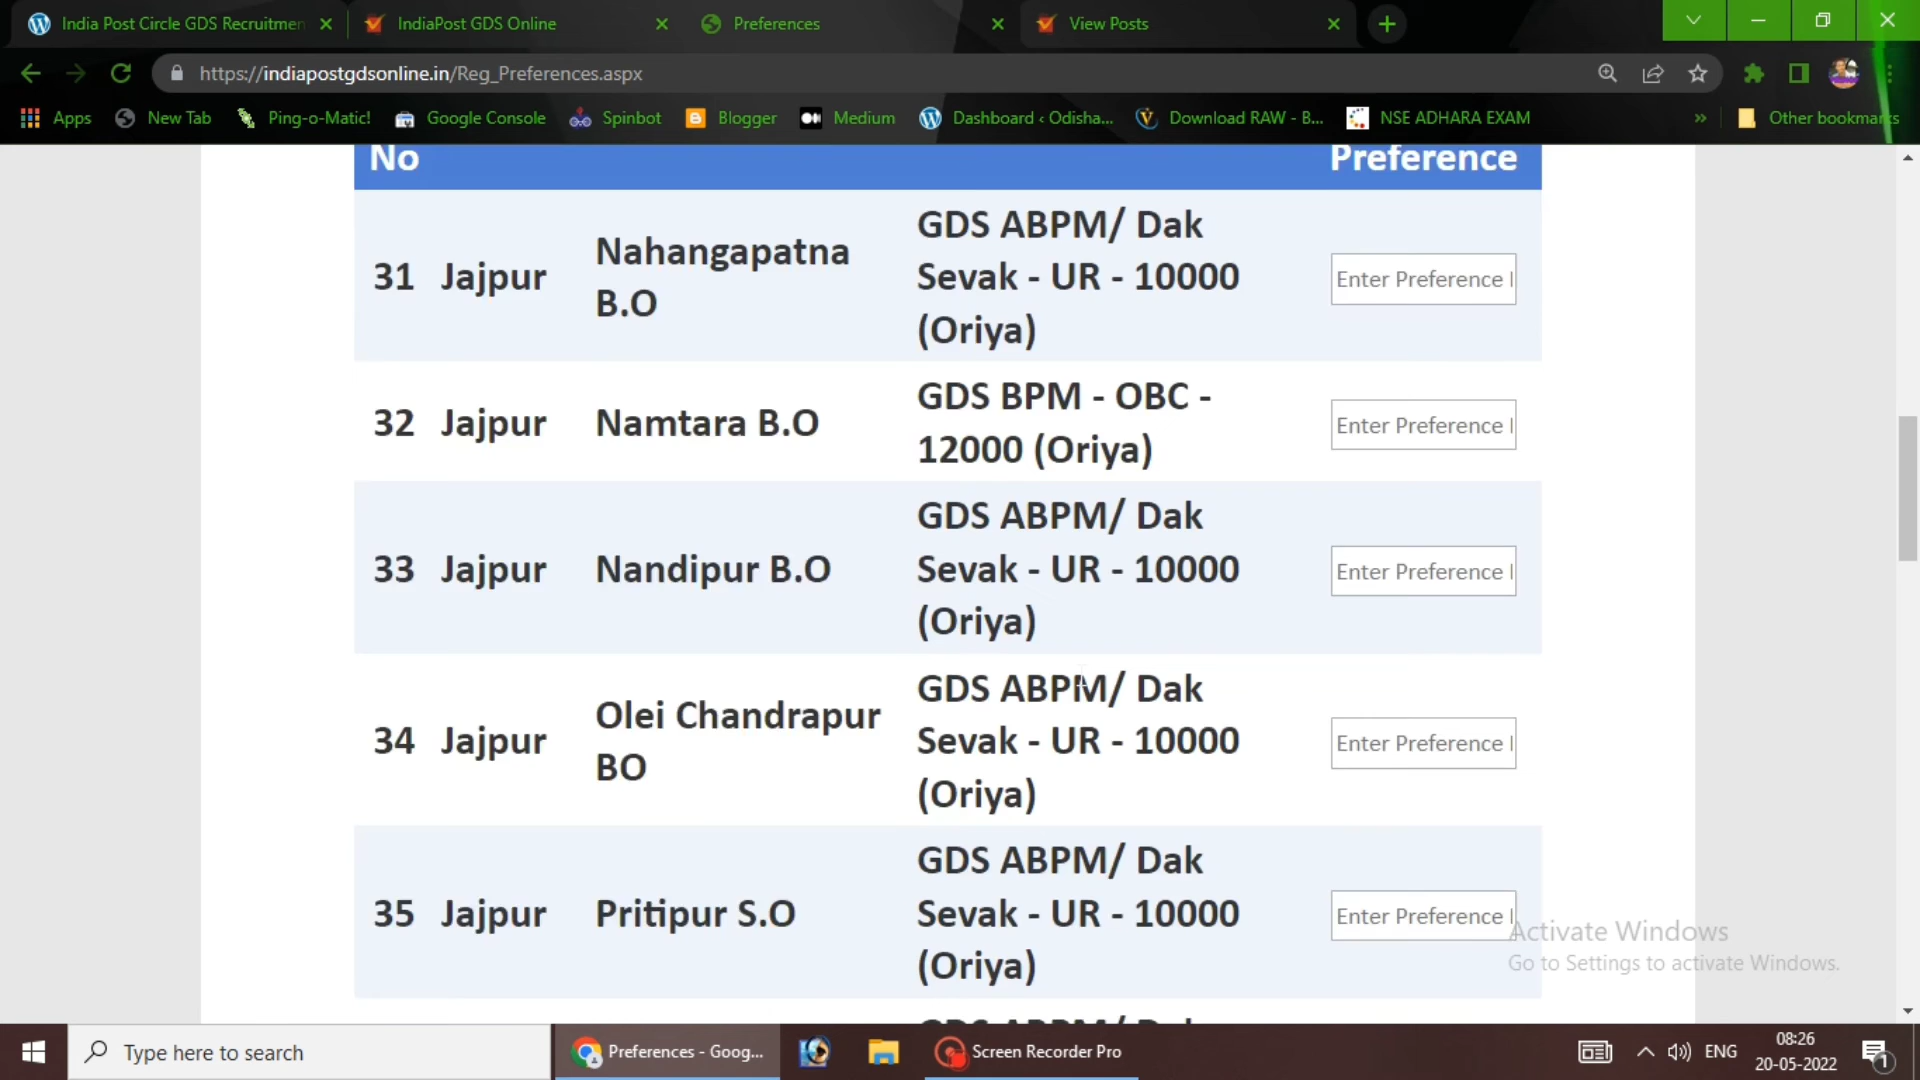 India Post Circle GDS Recruitmen
IndiaPost GDS Online
Preferences
View Posts
https://indiapostgdsonline.in/Reg_Preferences.aspx
Apps
New Tab
Ping-o-Matic!
Google Console
Spinbot
Blogger
Medium
Dashboard ‹ Odisha...
Download RAW - B...
NSE ADHARA EXAM
»
Other bookmarks
No
Preference
31 Jajpur
Nahangapatna
B.O
GDS ABPM/ Dak
Sevak - UR - 10000
(Oriya)
Enter Preference
32 Jajpur
Namtara B.O
GDS BPM - OBC -
12000 (Oriya)
Enter Preference
33 Jajpur
Nandipur B.O
GDS ABPM/ Dak
Sevak - UR - 10000
(Oriya)
Enter Preference
34 Jajpur
Olei Chandrapur
BO
GDS ABPM/ Dak
Sevak - UR - 10000
(Oriya)
Enter Preference
35 Jajpur
Pritipur S.O
GDS ABPM/ Dak
Sevak - UR - 10000
(Oriya)
Enter Preference
Activate Windows
Go to Settings to activate Windows.
Type here to search
Preferences - Goog...
Screen Recorder Pro
ENG
08:26
20-05-2022
1